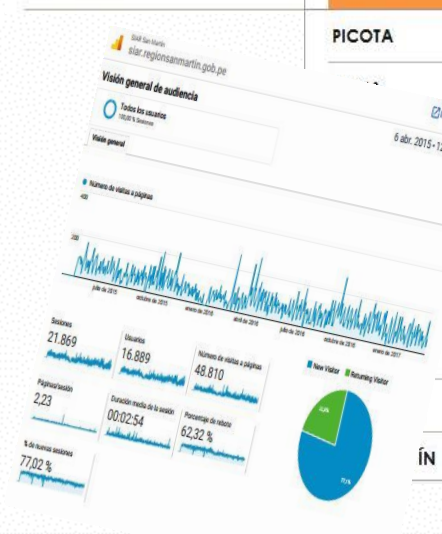 PICOTA
SIAR San Martín
siar.regionsanmartin.gob.pe
Visión general de audiencia
6 abr. 2015 - 12
Todos los usuarios
100,00 % Sesiones
Visión general
Número de visitas a páginas
400
200
julio de 2015
octubre de 2015
enero de 2016
abril de 2016
julio de 2016
octubre de 2016
enero de 2017
Sesiones
21.869
Usuarios
16.889
Número de visitas a páginas
48.810
New Visitor
Returning Visitor
Páginas/sesión
2,23
Duración media de la sesión
00:02:54
Porcentaje de rebote
62,32 %
% de nuevas sesiones
77,02 %
ÍN